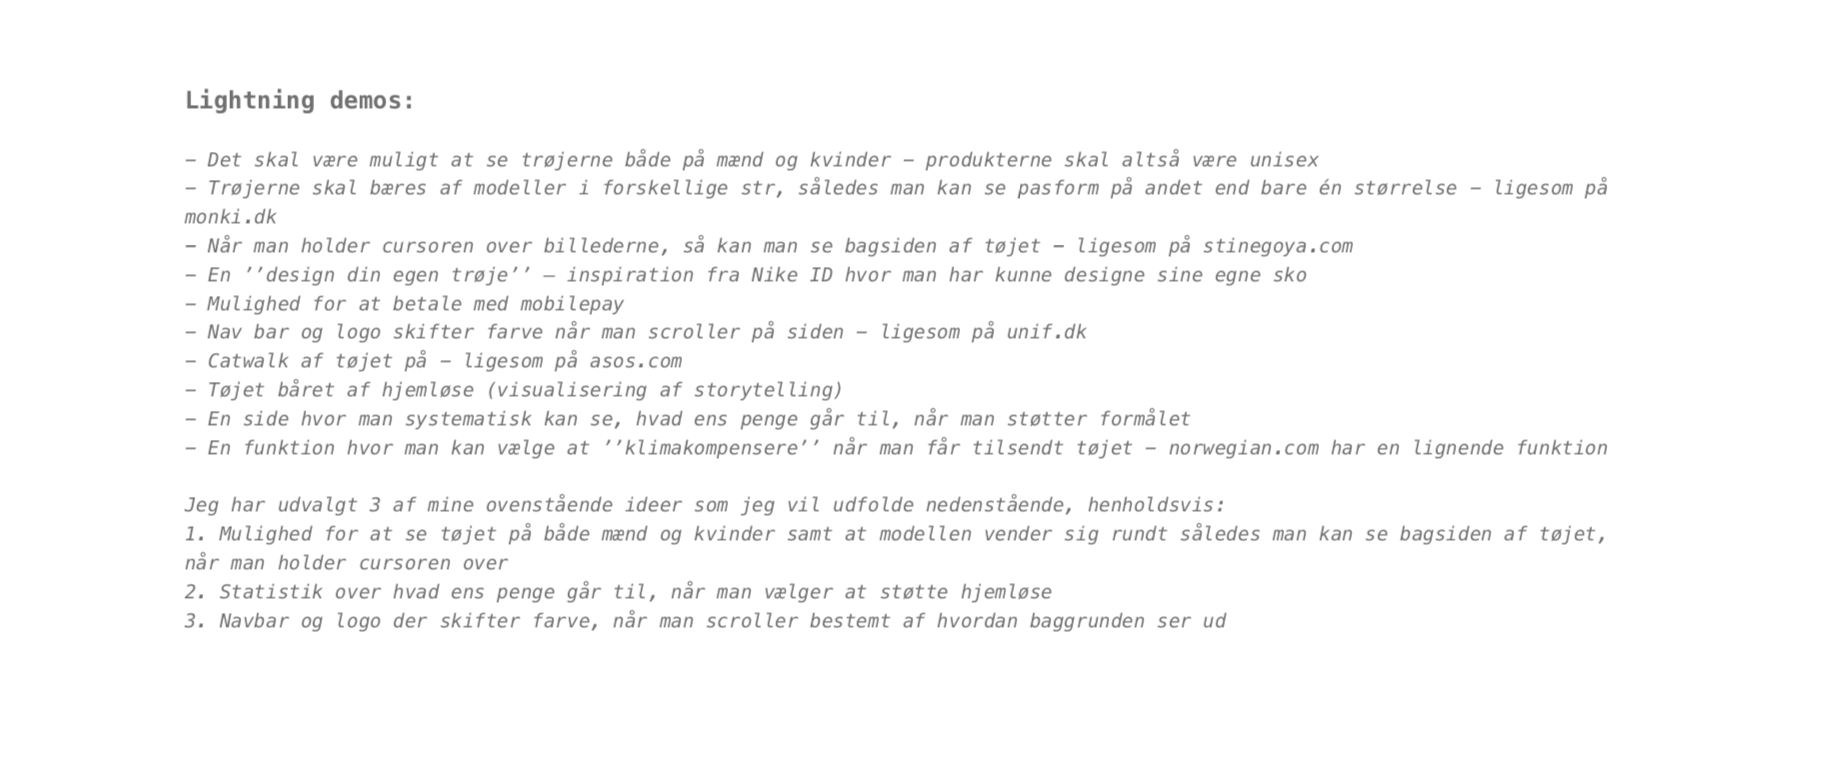 Lightning demos:
– Det skal være muligt at se trøjerne både på mænd og kvinder – produkterne skal altså være unisex
– Trøjerne skal bæres af modeller i forskellige str, således man kan se pasform på andet end bare én størrelse – ligesom på
monki.dk
– Når man holder cursoren over billederne, så kan man se bagsiden af tøjet – ligesom på stinegoya.com
– En ’’design din egen trøje’’ – inspiration fra Nike ID hvor man har kunne designe sine egne sko
– Mulighed for at betale med mobilepay
– Nav bar og logo skifter farve når man scroller på siden – ligesom på unif.dk
– Catwalk af tøjet på – ligesom på asos.com
– Tøjet båret af hjemløse (visualisering af storytelling)
– En side hvor man systematisk kan se, hvad ens penge går til, når man støtter formålet
– En funktion hvor man kan vælge at ’’klimakompensere’’ når man får tilsendt tøjet – norwegian.com har en lignende funktion
Jeg har udvalgt 3 af mine ovenstående ideer som jeg vil udfolde nedenstående, henholdsvis:
1. Mulighed for at se tøjet på både mænd og kvinder samt at modellen vender sig rundt således man kan se bagsiden af tøjet,
når man holder cursoren over
2. Statistik over hvad ens penge går til, når man vælger at støtte hjemløse
3. Navbar og logo der skifter farve, når man scroller bestemt af hvordan baggrunden ser ud